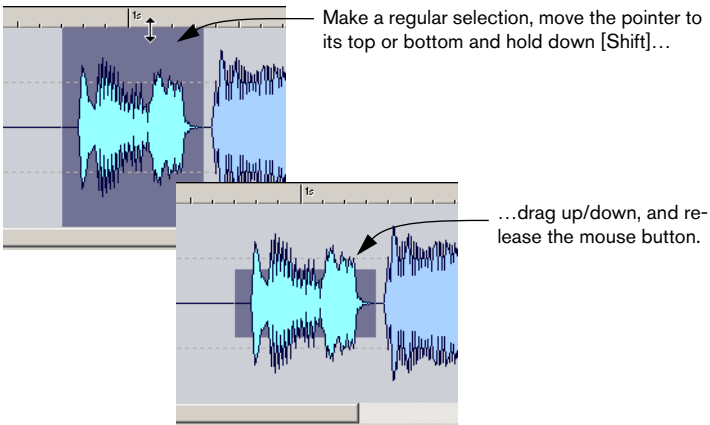 1s
Make a regular selection, move the pointer to
its top or bottom and hold down [Shift]…
1s
…drag up/down, and re-
lease the mouse button.